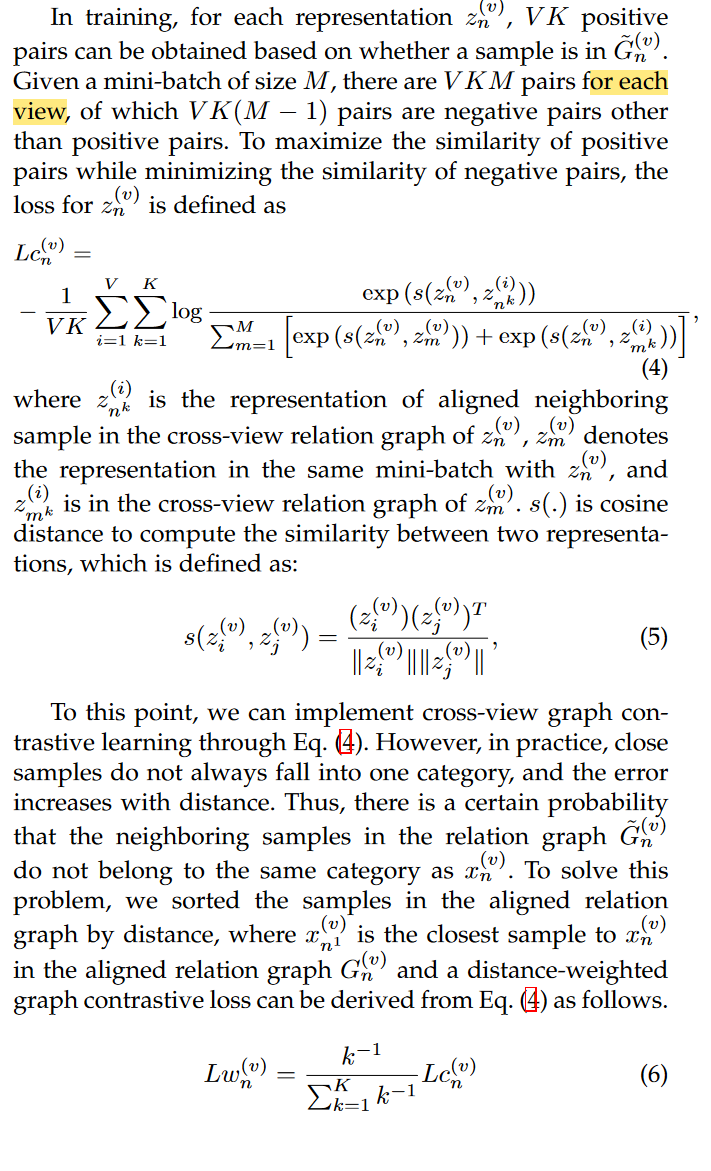 In training, for each representation z_n^{(v)}, VK positive
pairs can be obtained based on whether a sample is in \tilde{G}_n^{(v)}.
Given a mini-batch of size M, there are VKM pairs for each
view, of which VK(M − 1) pairs are negative pairs other
than positive pairs. To maximize the similarity of positive
pairs while minimizing the similarity of negative pairs, the
loss for z_n^{(v)} is defined as
Lc_n^{(v)} =
- \frac{1}{VK} \sum_{i=1}^{V} \sum_{k=1}^{K} \log \frac{\exp(s(z_n^{(v)}, z_{n^k}^{(i)}))}{\sum_{m=1}^{M} [\exp(s(z_n^{(v)}, z_m^{(v)})) + \exp(s(z_n^{(v)}, z_{m^k}^{(i)}))]},
(4)
where z_{n^k}^{(i)} is the representation of aligned neighboring
sample in the cross-view relation graph of z_n^{(v)}, z_m^{(v)} denotes
the representation in the same mini-batch with z_n^{(v)}, and
z_{m^k}^{(i)} is in the cross-view relation graph of z_m^{(v)}. s(.) is cosine
distance to compute the similarity between two representa-
tions, which is defined as:
s(z_i^{(v)}, z_j^{(v)}) = \frac{(z_i^{(v)})(z_j^{(v)})^T}{\|z_i^{(v)}\|\|z_j^{(v)}\|}, (5)
To this point, we can implement cross-view graph con-
trastive learning through Eq. (4). However, in practice, close
samples do not always fall into one category, and the error
increases with distance. Thus, there is a certain probability
that the neighboring samples in the relation graph \tilde{G}_n^{(v)}
do not belong to the same category as x_n^{(v)}. To solve this
problem, we sorted the samples in the aligned relation
graph by distance, where x_{n^1}^{(v)} is the closest sample to x_n^{(v)}
in the aligned relation graph G_n^{(v)} and a distance-weighted
graph contrastive loss can be derived from Eq. (4) as follows.
Lw_n^{(v)} = \frac{k^{-1}}{\sum_{k=1}^{K} k^{-1}} Lc_n^{(v)} (6)